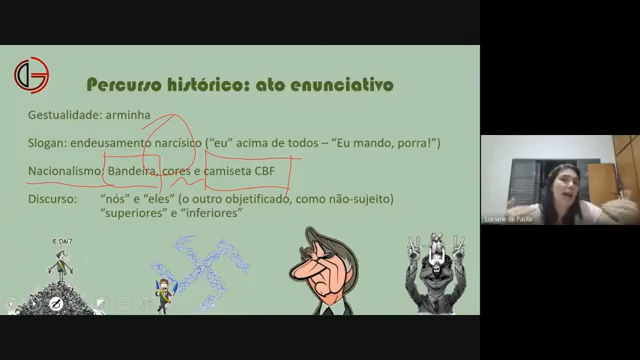 Percurso histórico: ato enunciativo
Gestualidade: arminha
Slogan: endeusamento narcísico ("eu" acima de todos – "Eu mando, porra!")
Nacionalismo: Bandeira, cores e camiseta CBF
Discurso: "nós" e "eles" (o outro objetificado, como não-sujeito)
"superiores" e "inferiores"
E DAÍ?
Luciane de Paula